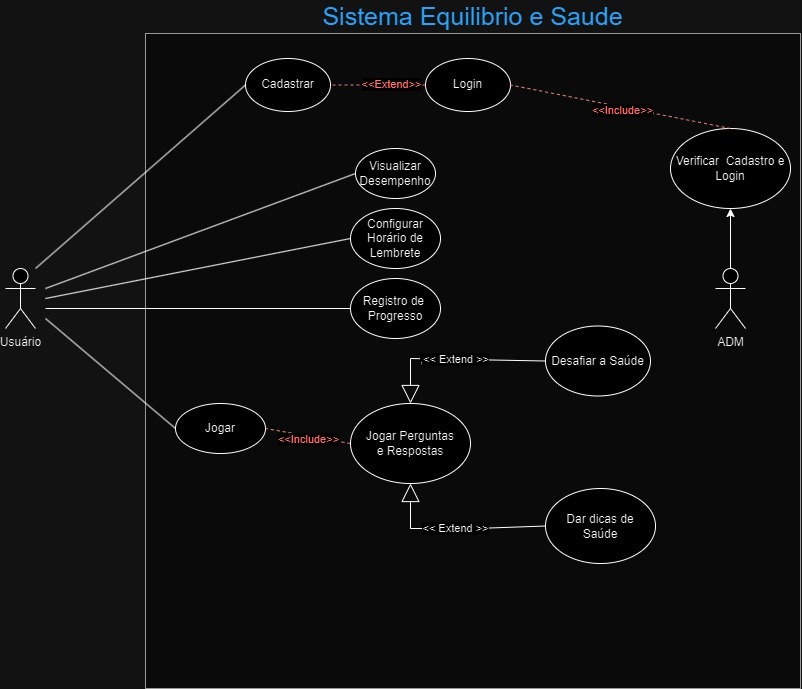 Sistema Equilibrio e Saude
Cadastrar
<<Extend>>
Login
<<Include>>
Verificar Cadastro e
Login
Visualizar
Desempenho
Configurar
Horário de
Lembrete
Usuário
Registro de
Progresso
ADM
<< Extend >>
Desafiar a Saúde
Jogar
<<Include>>
Jogar Perguntas
e Respostas
<< Extend >>
Dar dicas de
Saúde